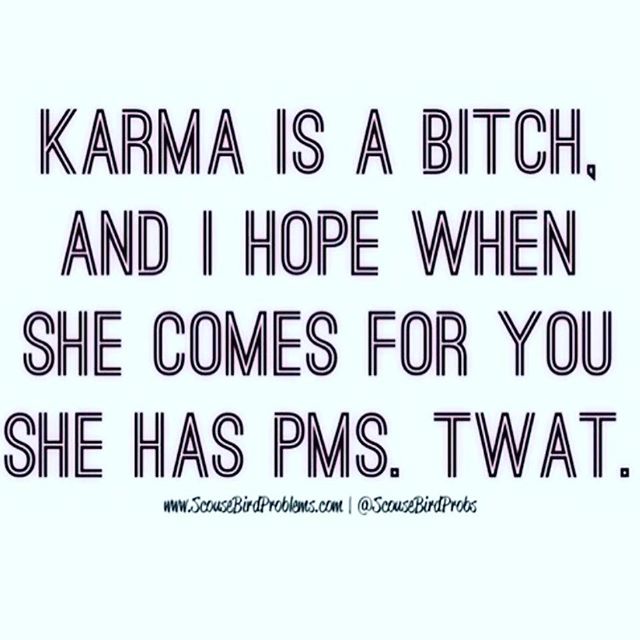 KARMA IS A BITCH,
AND I HOPE WHEN
SHE COMES FOR YOU
SHE HAS PMS. TWAT.
www.ScouseBirdProblems.com | @ScouseBirdProbs